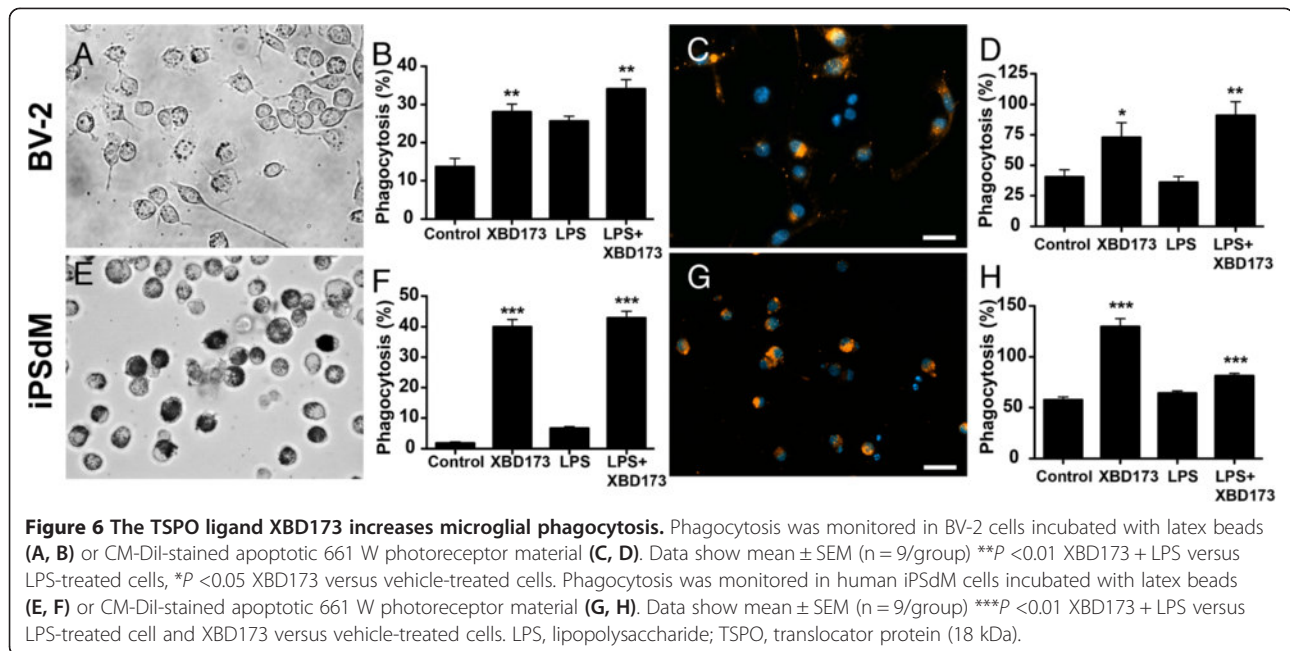 BV-2
A
B
Phagocytosis (%)
40
30
20
10
0
**
**
Control XBD173 LPS LPS+
XBD173
C
D
Phagocytosis (%)
125
100
75
50
25
0
*
**
Control XBD173 LPS LPS+
XBD173
iPSdM
E
F
Phagocytosis (%)
50
40
30
20
10
0
***
***
Control XBD173 LPS LPS+
XBD173
G
H
Phagocytosis (%)
150
100
50
0
***
***
Control XBD173 LPS LPS+
XBD173
Figure 6 The TSPO ligand XBD173 increases microglial phagocytosis. Phagocytosis was monitored in BV-2 cells incubated with latex beads
(A, B) or CM-DiI-stained apoptotic 661 W photoreceptor material (C, D). Data show mean ± SEM (n = 9/group) **P <0.01 XBD173 + LPS versus
LPS-treated cells, *P <0.05 XBD173 versus vehicle-treated cells. Phagocytosis was monitored in human iPSdM cells incubated with latex beads
(E, F) or CM-DiI-stained apoptotic 661 W photoreceptor material (G, H). Data show mean ± SEM (n = 9/group) ***P <0.01 XBD173 + LPS versus
LPS-treated cell and XBD173 versus vehicle-treated cells. LPS, lipopolysaccharide; TSPO, translocator protein (18 kDa).